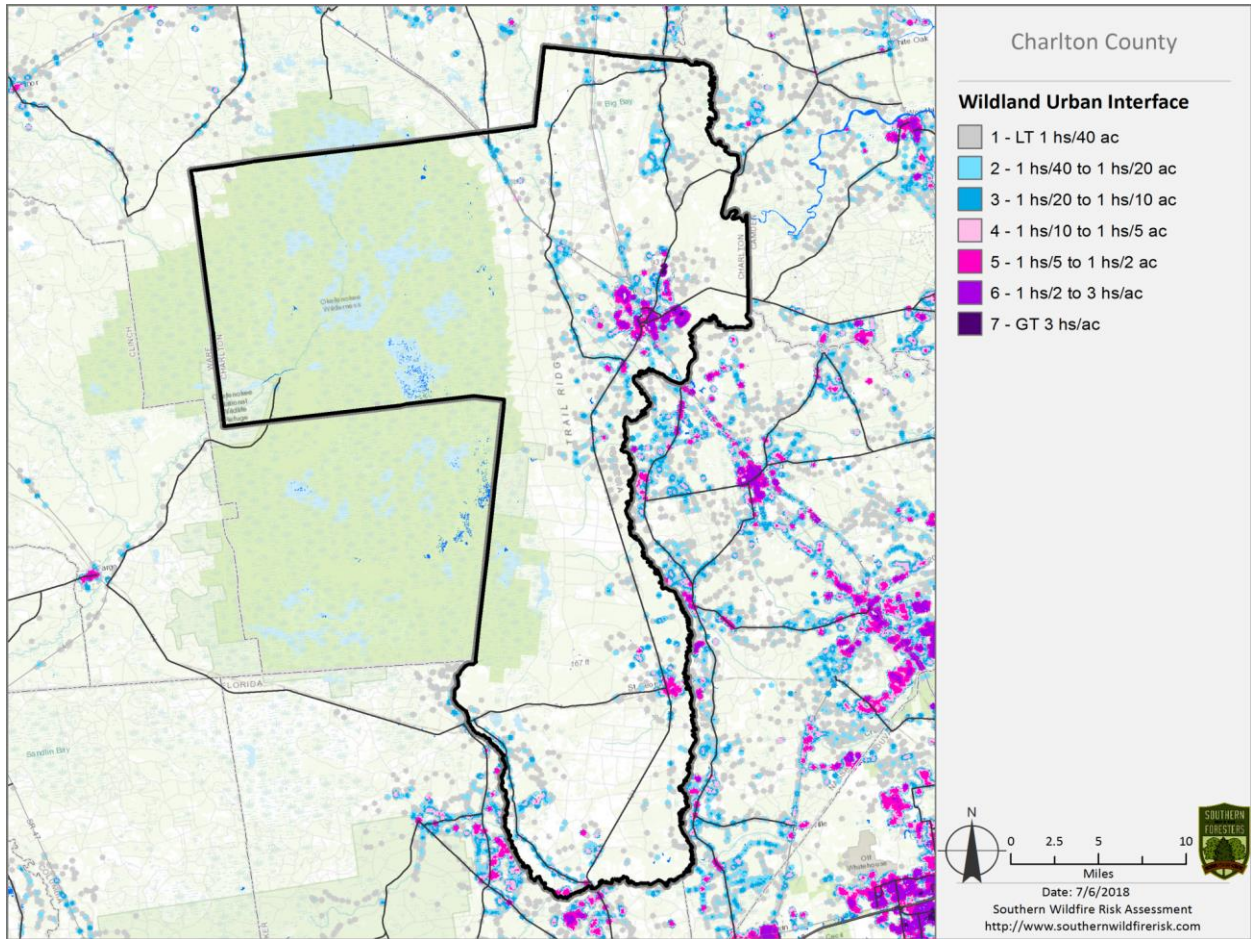 Charlton County
Wildland Urban Interface
1 - LT 1 hs/40 ac
2 - 1 hs/40 to 1 hs/20 ac
3 - 1 hs/20 to 1 hs/10 ac
4 - 1 hs/10 to 1 hs/5 ac
5 - 1 hs/5 to 1 hs/2 ac
6 - 1 hs/2 to 3 hs/ac
7 - GT 3 hs/ac
Big Bay
CHARLTON
Okefenokee
Wilderness
CLINCH
WARE
CHARLTON
TRAIL RIDGE
167 ft
FLORIDA
Sandlin Bay
Whitehouse
N
0 2.5 5 10
Miles
SOUTHERN
FORESTERS
Date: 7/6/2018
Southern Wildfire Risk Assessment
http://www.southernwildfirerisk.com